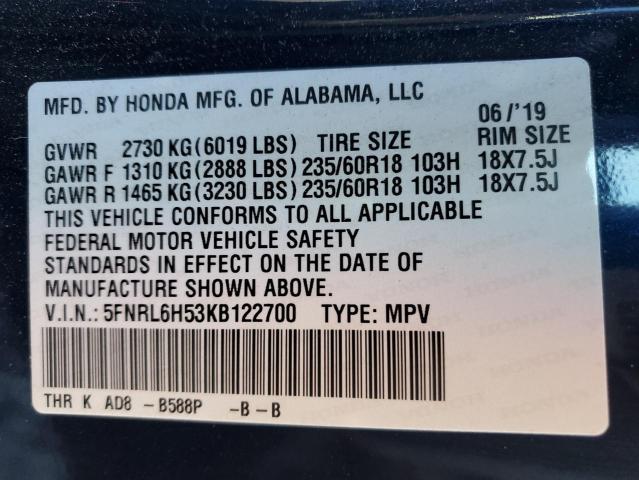 MFD. BY HONDA MFG. OF ALABAMA, LLC 06/'19
GVWR 2730 KG(6019 LBS) TIRE SIZE RIM SIZE
GAWR F 1310 KG(2888 LBS) 235/60R18 103H 18X7.5J
GAWR R 1465 KG(3230 LBS) 235/60R18 103H 18X7.5J
THIS VEHICLE CONFORMS TO ALL APPLICABLE
FEDERAL MOTOR VEHICLE SAFETY
STANDARDS IN EFFECT ON THE DATE OF
MANUFACTURE SHOWN ABOVE.
V.I.N.: 5FNRL6H53KB122700 TYPE: MPV
THR K AD8 -B588P -B-B